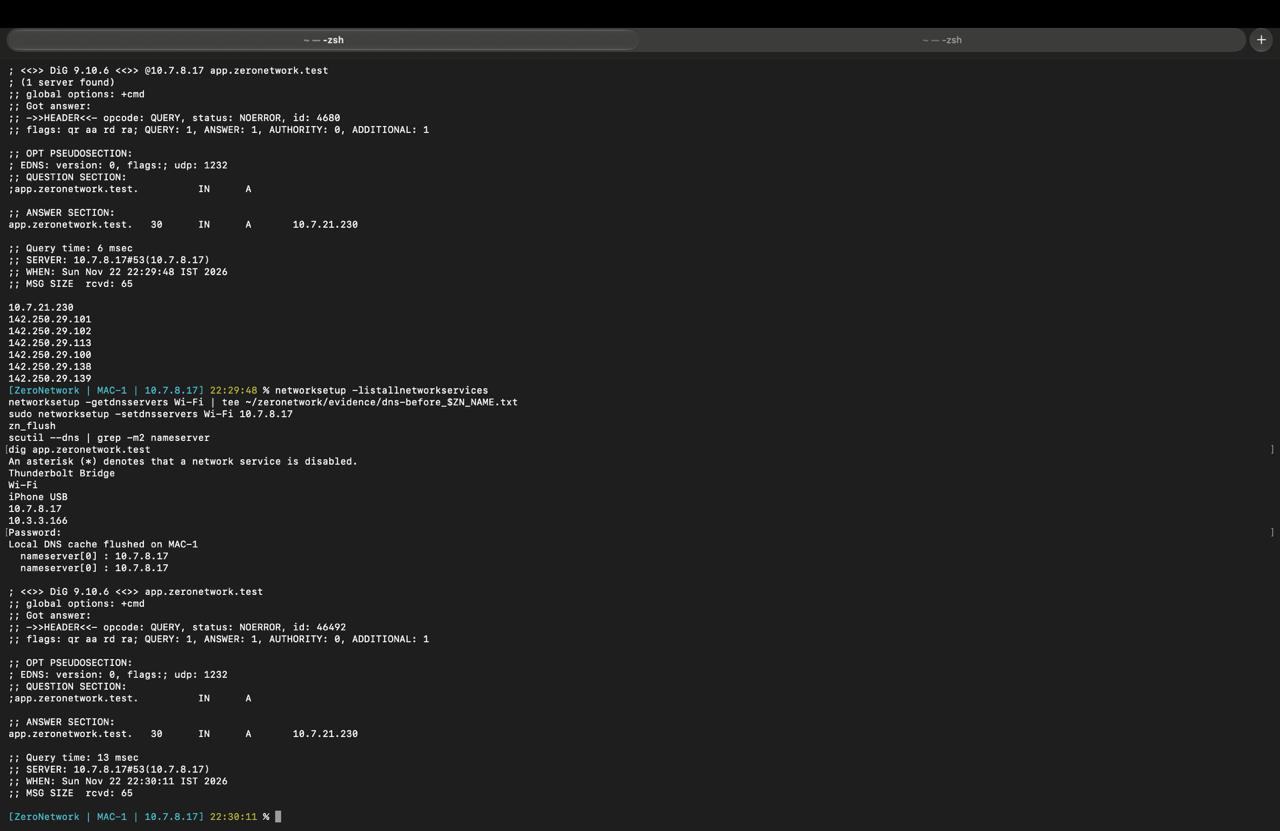 ~ — -zsh
~ — -zsh
+
; <<>> DiG 9.10.6 <<>> @10.7.8.17 app.zeronetwork.test
; (1 server found)
;; global options: +cmd
;; Got answer:
;; ->>HEADER<<- opcode: QUERY, status: NOERROR, id: 4680
;; flags: qr aa rd ra; QUERY: 1, ANSWER: 1, AUTHORITY: 0, ADDITIONAL: 1
;; OPT PSEUDOSECTION:
; EDNS: version: 0, flags:; udp: 1232
;; QUESTION SECTION:
;app.zeronetwork.test. IN A
;; ANSWER SECTION:
app.zeronetwork.test. 30 IN A 10.7.21.230
;; Query time: 6 msec
;; SERVER: 10.7.8.17#53(10.7.8.17)
;; WHEN: Sun Nov 22 22:29:48 IST 2026
;; MSG SIZE rcvd: 65
10.7.21.230
142.250.29.101
142.250.29.102
142.250.29.113
142.250.29.100
142.250.29.138
142.250.29.139
[ZeroNetwork | MAC-1 | 10.7.8.17] 22:29:48 % networksetup -listallnetworkservices
networksetup -getdnsservers Wi-Fi | tee ~/zeronetwork/evidence/dns-before_$ZN_NAME.txt
sudo networksetup -setdnsservers Wi-Fi 10.7.8.17
zn_flush
scutil --dns | grep -m2 nameserver
[dig app.zeronetwork.test ]
An asterisk (*) denotes that a network service is disabled.
Thunderbolt Bridge
Wi-Fi
iPhone USB
10.7.8.17
10.3.3.166
[Password: ]
Local DNS cache flushed on MAC-1
nameserver[0] : 10.7.8.17
nameserver[0] : 10.7.8.17
; <<>> DiG 9.10.6 <<>> app.zeronetwork.test
;; global options: +cmd
;; Got answer:
;; ->>HEADER<<- opcode: QUERY, status: NOERROR, id: 46492
;; flags: qr aa rd ra; QUERY: 1, ANSWER: 1, AUTHORITY: 0, ADDITIONAL: 1
;; OPT PSEUDOSECTION:
; EDNS: version: 0, flags:; udp: 1232
;; QUESTION SECTION:
;app.zeronetwork.test. IN A
;; ANSWER SECTION:
app.zeronetwork.test. 30 IN A 10.7.21.230
;; Query time: 13 msec
;; SERVER: 10.7.8.17#53(10.7.8.17)
;; WHEN: Sun Nov 22 22:30:11 IST 2026
;; MSG SIZE rcvd: 65
[ZeroNetwork | MAC-1 | 10.7.8.17] 22:30:11 %